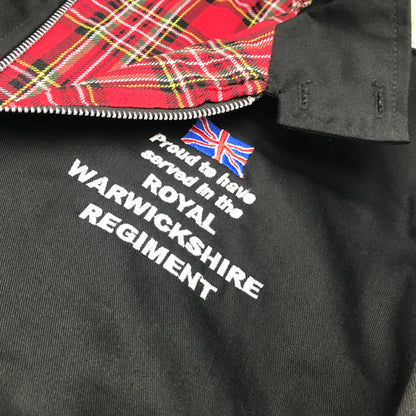 Proud to have
served in the
ROYAL
WARWICKSHIRE
REGIMENT